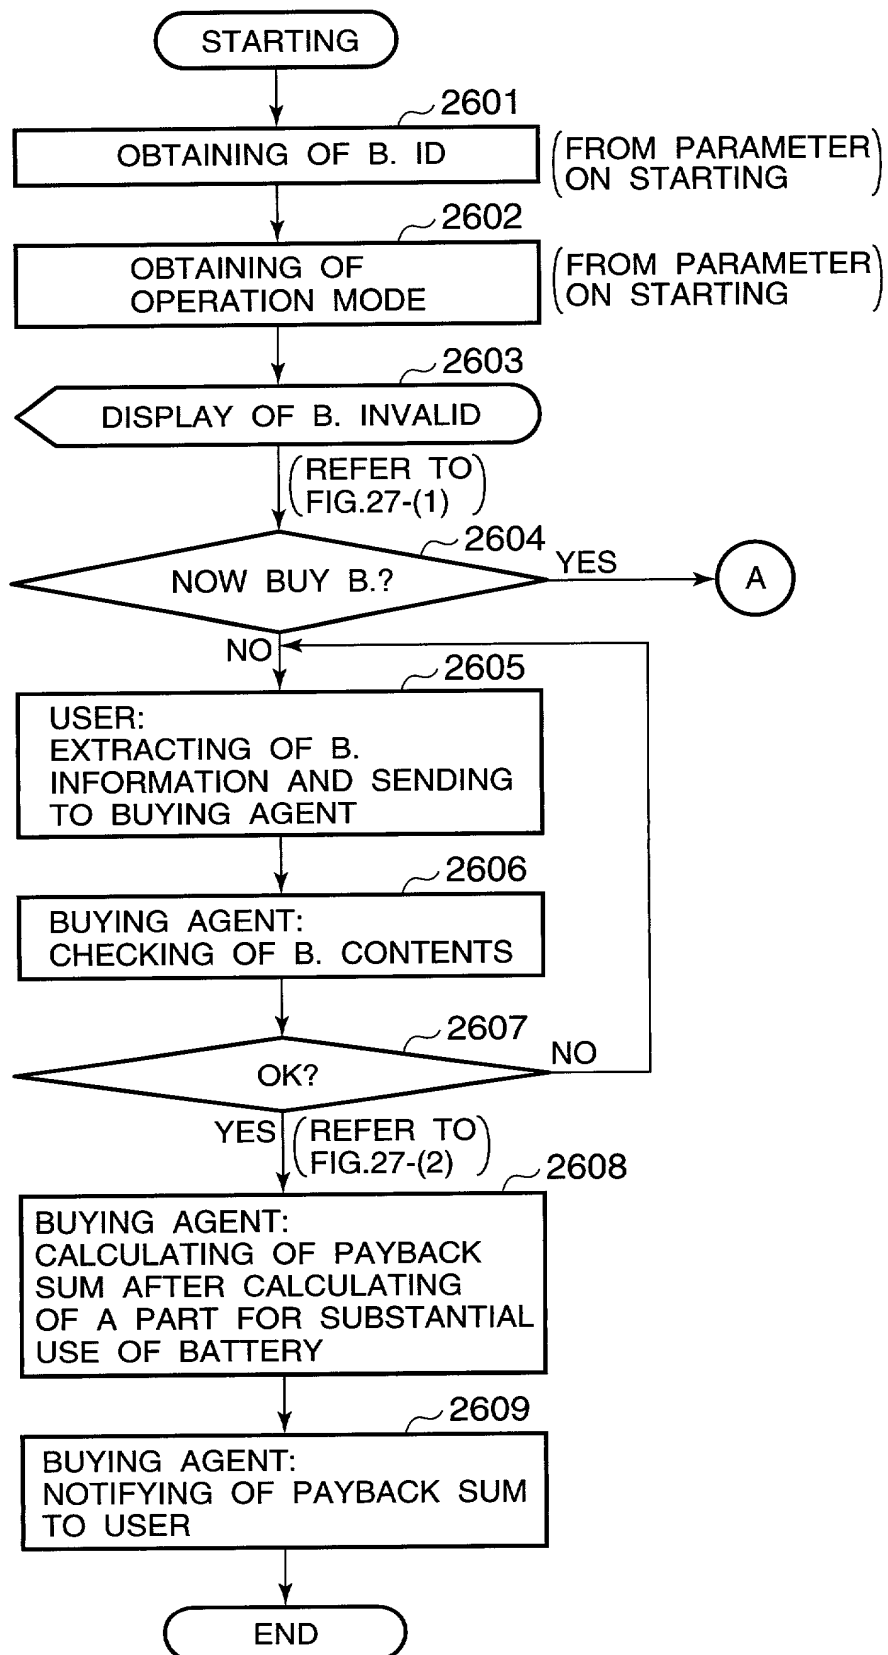 STARTING
2601
OBTAINING OF B. ID
(FROM PARAMETER
ON STARTING)
2602
OBTAINING OF
OPERATION MODE
(FROM PARAMETER
ON STARTING)
2603
DISPLAY OF B. INVALID
(REFER TO
FIG.27-(1))
2604
NOW BUY B.?
YES
A
NO
2605
USER:
EXTRACTING OF B.
INFORMATION AND SENDING
TO BUYING AGENT
2606
BUYING AGENT:
CHECKING OF B. CONTENTS
2607
OK?
NO
YES
(REFER TO
FIG.27-(2))
2608
BUYING AGENT:
CALCULATING OF PAYBACK
SUM AFTER CALCULATING
OF A PART FOR SUBSTANTIAL
USE OF BATTERY
2609
BUYING AGENT:
NOTIFYING OF PAYBACK SUM
TO USER
END